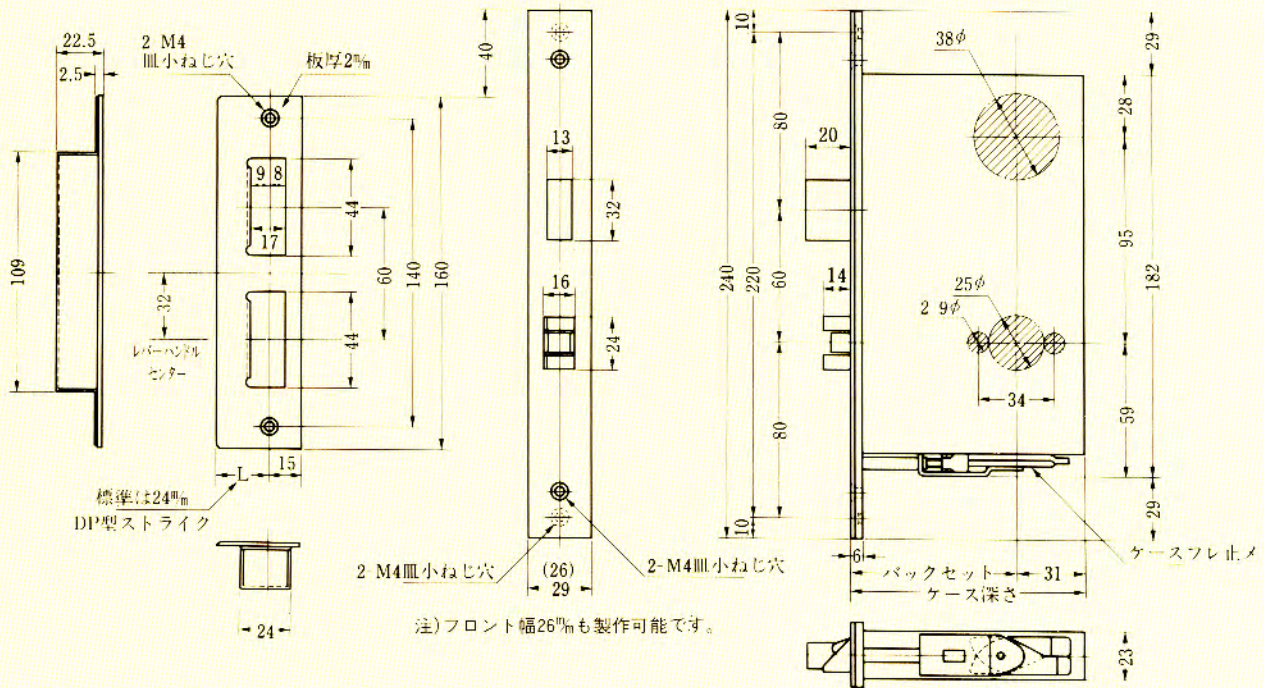 22.5
2.5
2 M4
皿小ねじ穴
板厚2㎜
109
9 8
17
44
32
レバーハンドル
センター
44
60
140
160
L
15
標準は24㎜
DP型ストライク
24
40
13
32
16
24
2-M4皿小ねじ穴
2-M4皿小ねじ穴
(26)
29
注)フロント幅26㎜も製作可能です。
10
80
20
240
220
60
14
80
10
38φ
25φ
2 9φ
34
29
28
95
182
59
29
6
バックセット
31
ケース深さ
ケースフレ止メ
23